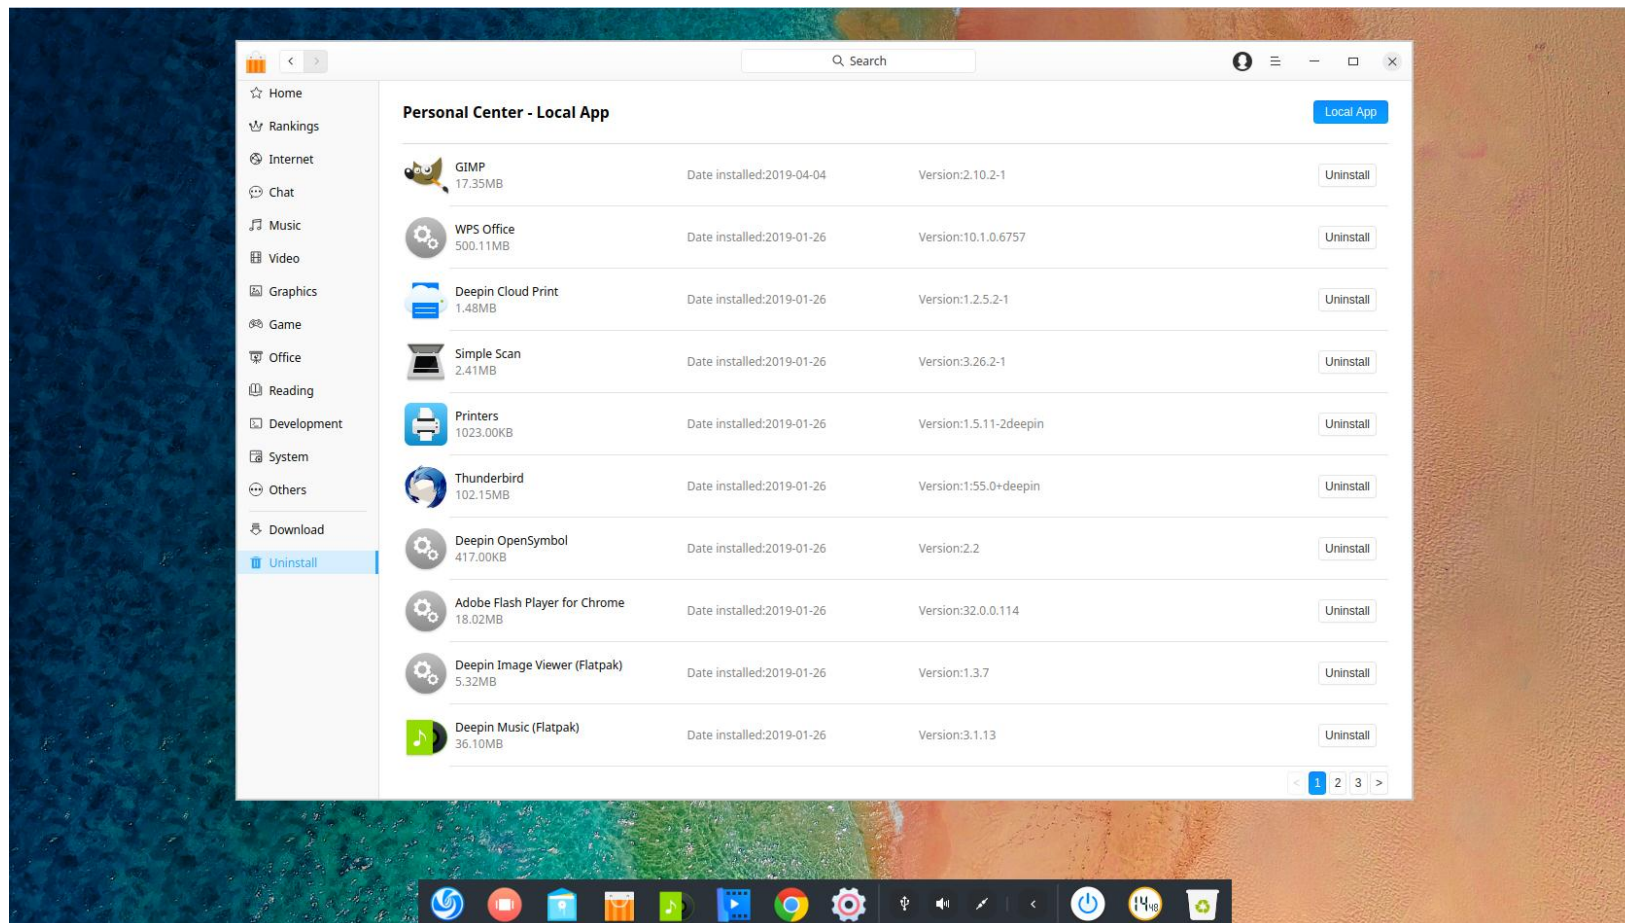 Search
Home
Rankings
Internet
Chat
Music
Video
Graphics
Game
Office
Reading
Development
System
Others
Download
Uninstall
Personal Center - Local App
Local App
GIMP
17.35MB
Date installed:2019-04-04
Version:2.10.2-1
Uninstall
WPS Office
500.11MB
Date installed:2019-01-26
Version:10.1.0.6757
Uninstall
Deepin Cloud Print
1.48MB
Date installed:2019-01-26
Version:1.2.5.2-1
Uninstall
Simple Scan
2.41MB
Date installed:2019-01-26
Version:3.26.2-1
Uninstall
Printers
1023.00KB
Date installed:2019-01-26
Version:1.5.11-2deepin
Uninstall
Thunderbird
102.15MB
Date installed:2019-01-26
Version:1:55.0+deepin
Uninstall
Deepin OpenSymbol
417.00KB
Date installed:2019-01-26
Version:2.2
Uninstall
Adobe Flash Player for Chrome
18.02MB
Date installed:2019-01-26
Version:32.0.0.114
Uninstall
Deepin Image Viewer (Flatpak)
5.32MB
Date installed:2019-01-26
Version:1.3.7
Uninstall
Deepin Music (Flatpak)
36.10MB
Date installed:2019-01-26
Version:3.1.13
Uninstall
< 1 2 3 >
14 48